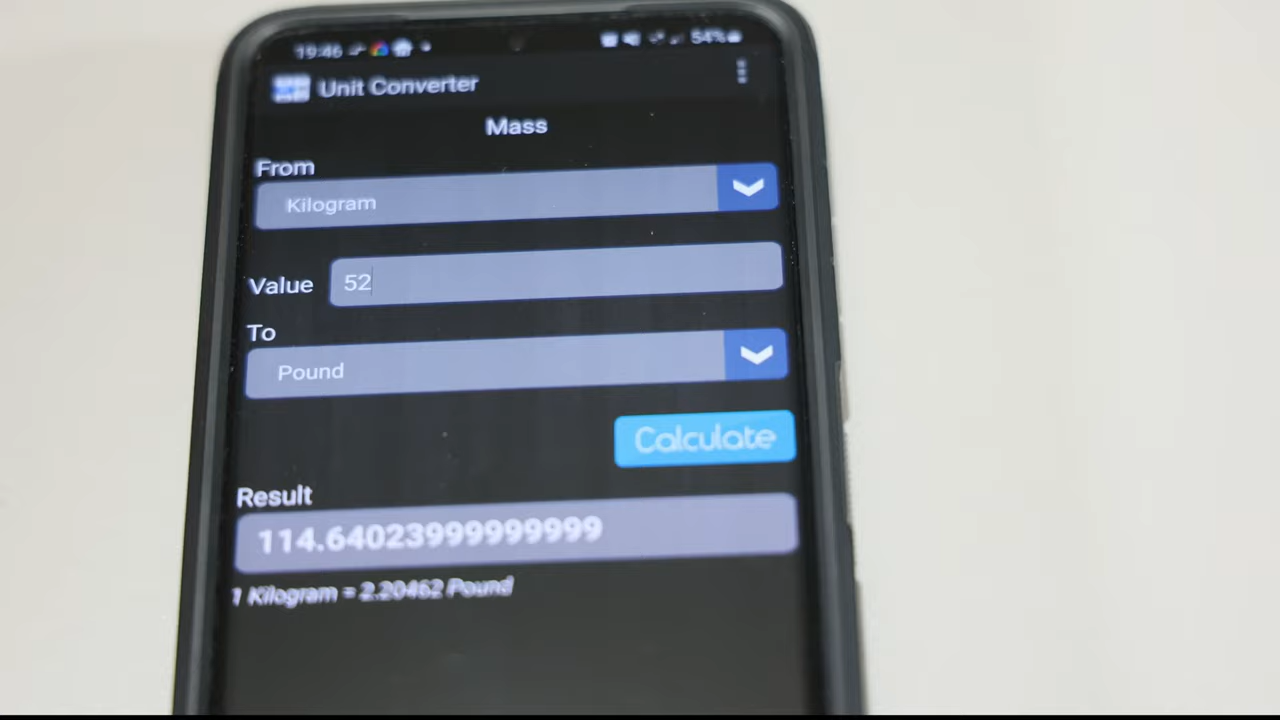 19:46 54%
Unit Converter
Mass
From
Kilogram
Value 52
To
Pound
Calculate
Result
114.64023999999999
1 Kilogram = 2.20462 Pound